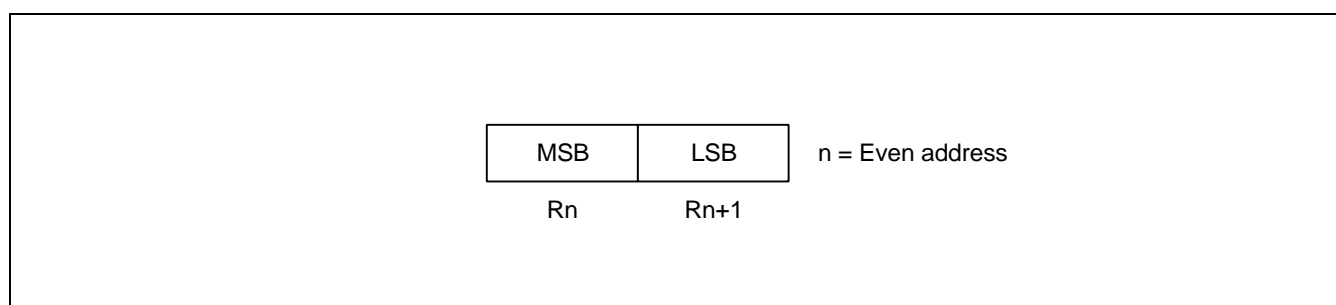 MSB LSB n = Even address
Rn Rn+1